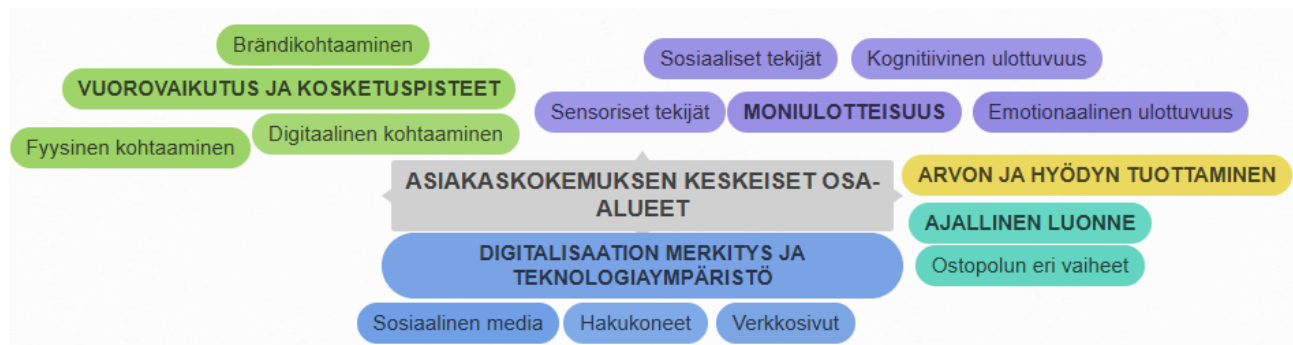 Brändikohtaaminen
VUOROVAIKUTUS JA KOSKETUSPISTEET
Fyysinen kohtaaminen
Digitaalinen kohtaaminen
Sosiaaliset tekijät
Kognitiivinen ulottuvuus
Sensoriset tekijät
MONIULOTTEISUUS
Emotionaalinen ulottuvuus
ASIAKASKOKEMUKSEN KESKEISET OSA-
ALUEET
ARVON JA HYÖDYN TUOTTAMINEN
AJALLINEN LUONNE
Ostopolun eri vaiheet
DIGITALISAATION MERKITYS JA
TEKNOLOGIAYMPÄRISTÖ
Sosiaalinen media
Hakukoneet
Verkkosivut